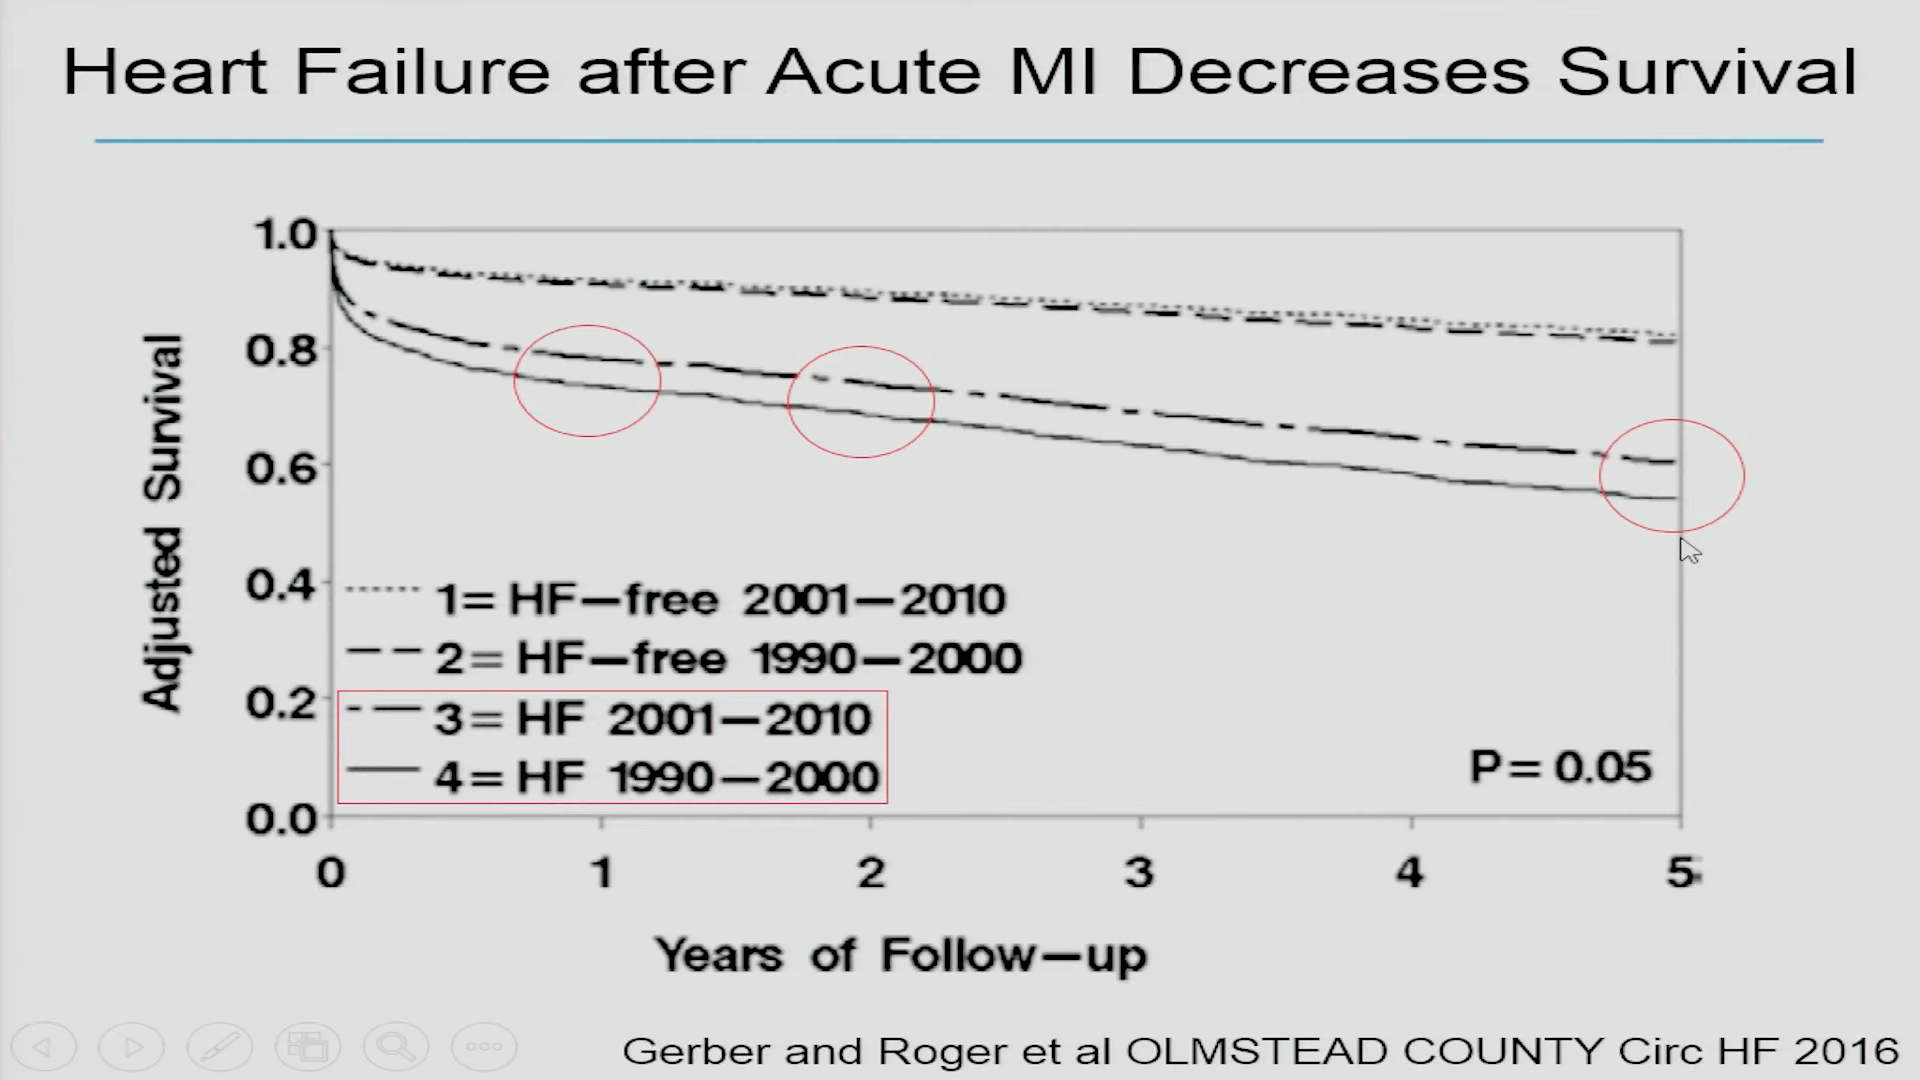 Heart Failure after Acute MI Decreases Survival
Adjusted Survival
1.0
0.8
0.6
0.4
0.2
0.0
1= HF–free 2001–2010
2= HF–free 1990–2000
3= HF 2001–2010
4= HF 1990–2000
P= 0.05
0 1 2 3 4 5
Years of Follow–up
Gerber and Roger et al OLMSTEAD COUNTY Circ HF 2016